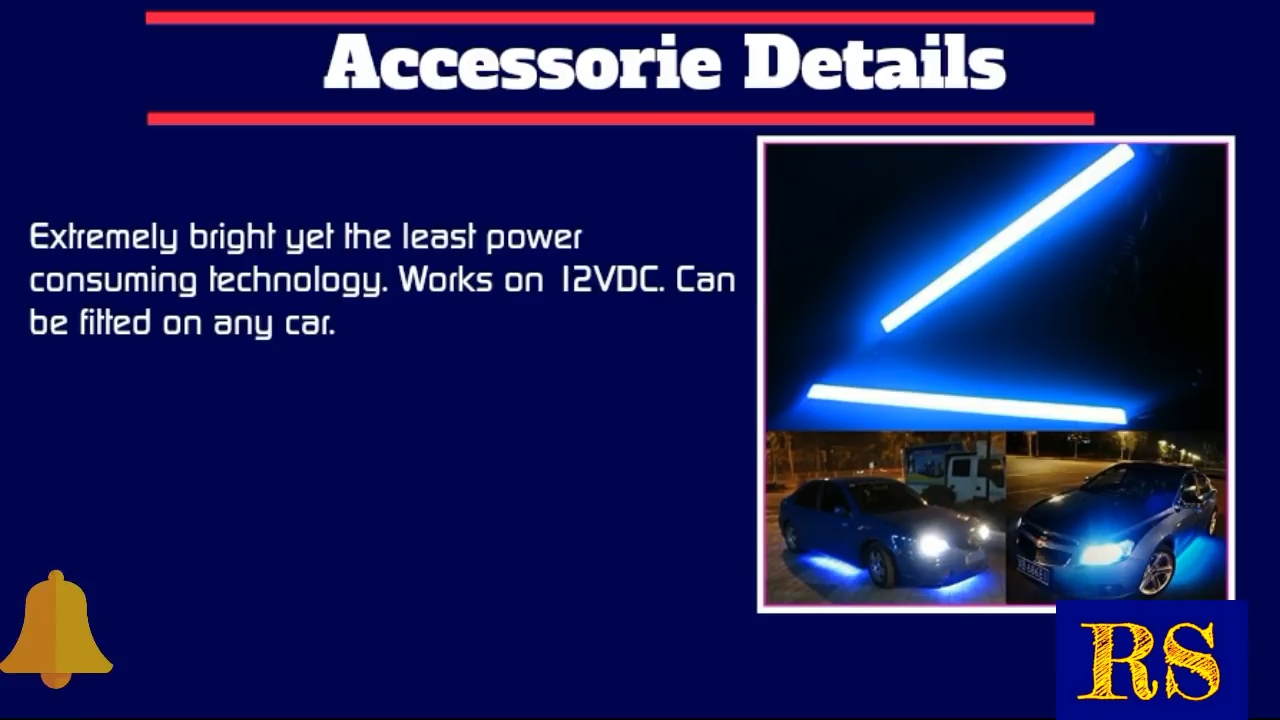 Accessorie Details
Extremely bright yet the least power
consuming technology. Works on 12VDC. Can
be fitted on any car.
RS